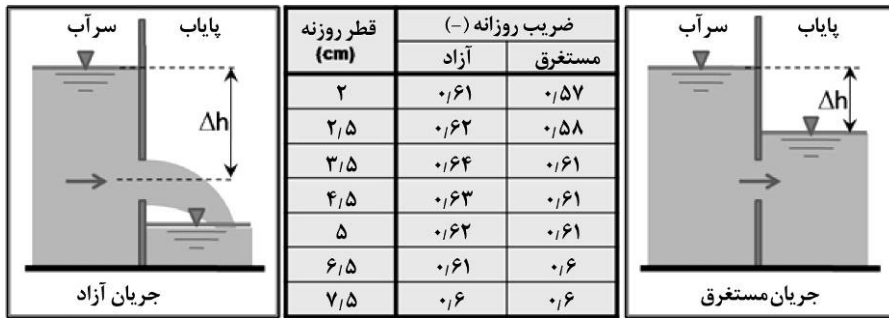 سرآب پایاب
Δh
جریان آزاد
قطر روزنه (cm) ضریب روزانه (-)
آزاد مستغرق
۲ ۰/۶۱ ۰/۵۷
۲/۵ ۰/۶۲ ۰/۵۸
۳/۵ ۰/۶۴ ۰/۶۱
۴/۵ ۰/۶۳ ۰/۶۱
۵ ۰/۶۲ ۰/۶۱
۶/۵ ۰/۶۱ ۰/۶
۷/۵ ۰/۶ ۰/۶
سرآب پایاب
Δh
جریان مستغرق